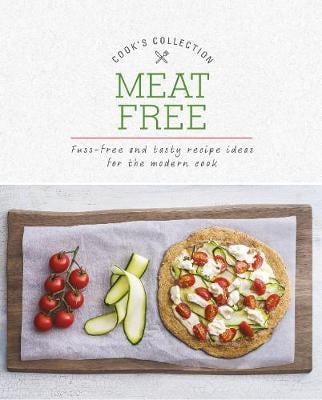 COOK'S COLLECTION
MEAT
FREE
Fuss-free and tasty recipe ideas
for the modern cook